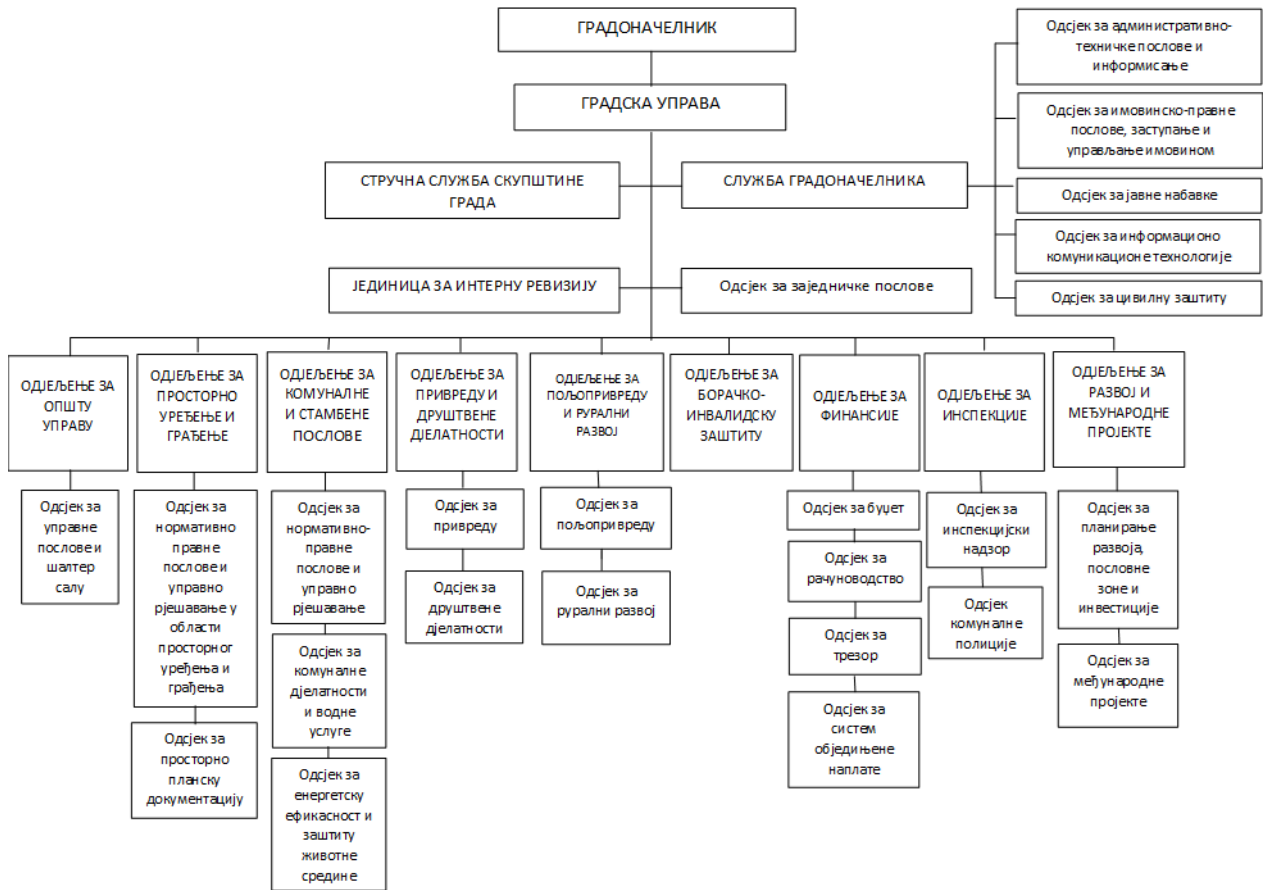 ГРАДОНАЧЕЛНИК
ГРАДСКА УПРАВА
СТРУЧНА СЛУЖБА СКУПШТИНЕ
ГРАДА
СЛУЖБА ГРАДОНАЧЕЛНИКА
Одсјек за административно-
техничке послове и
информисање
Одсјек за имовинско-правне
послове, заступање и
управљање имовином
Одсјек за јавне набавке
Одсјек за информационо
комуникационе технологије
Одсјек за цивилну заштиту
ЈЕДИНИЦА ЗА ИНТЕРНУ РЕВИЗИЈУ
Одсјек за заједничке послове
ОДЈЕЉЕЊЕ ЗА
ОПШТУ
УПРАВУ
Одсјек за
управне
послове и
шалтер
салу
ОДЈЕЉЕЊЕ ЗА
ПРОСТОРНО
УРЕЂЕЊЕ И
ГРАЂЕЊЕ
Одсјек за
нормативно
правне
послове и
управно
рјешавање у
области
просторног
уређења и
грађења
Одсјек за
просторно
планску
документацију
ОДЈЕЉЕЊЕ ЗА
КОМУНАЛНЕ
И СТАМБЕНЕ
ПОСЛОВЕ
Одсјек за
нормативно-
правне
послове и
управно
рјешавање
Одсјек за
комуналне
дјелатности
и водне
услуге
Одсјек за
енергетску
ефикасност и
заштиту
животне
средине
ОДЈЕЉЕЊЕ ЗА
ПРИВРЕДУ И
ДРУШТВЕНЕ
ДЈЕЛАТНОСТИ
Одсјек за
привреду
Одсјек за
друштвене
дјелатности
ОДЈЕЉЕЊЕ ЗА
ПОЉОПРИВРЕДУ
И РУРАЛНИ
РАЗВОЈ
Одсјек за
пољопривреду
Одсјек за
рурални развој
ОДЈЕЉЕЊЕ ЗА
БОРАЧКО-
ИНВАЛИДСКУ
ЗАШТИТУ
ОДЈЕЉЕЊЕ ЗА
ФИНАНСИЈЕ
Одсјек за буџет
Одсјек за
рачуноводство
Одсјек за
трезор
Одсјек за
систем
обједињене
наплате
ОДЈЕЉЕЊЕ ЗА
ИНСПЕКЦИЈЕ
Одсјек за
инспекцијски
надзор
Одсјек
комуналне
полиције
ОДЈЕЉЕЊЕ ЗА
РАЗВОЈ И
МЕЂУНАРОДНЕ
ПРОЈЕКТЕ
Одсјек за
планирање
развоја,
пословне
зоне и
инвестиције
Одсјек за
међународне
пројекте